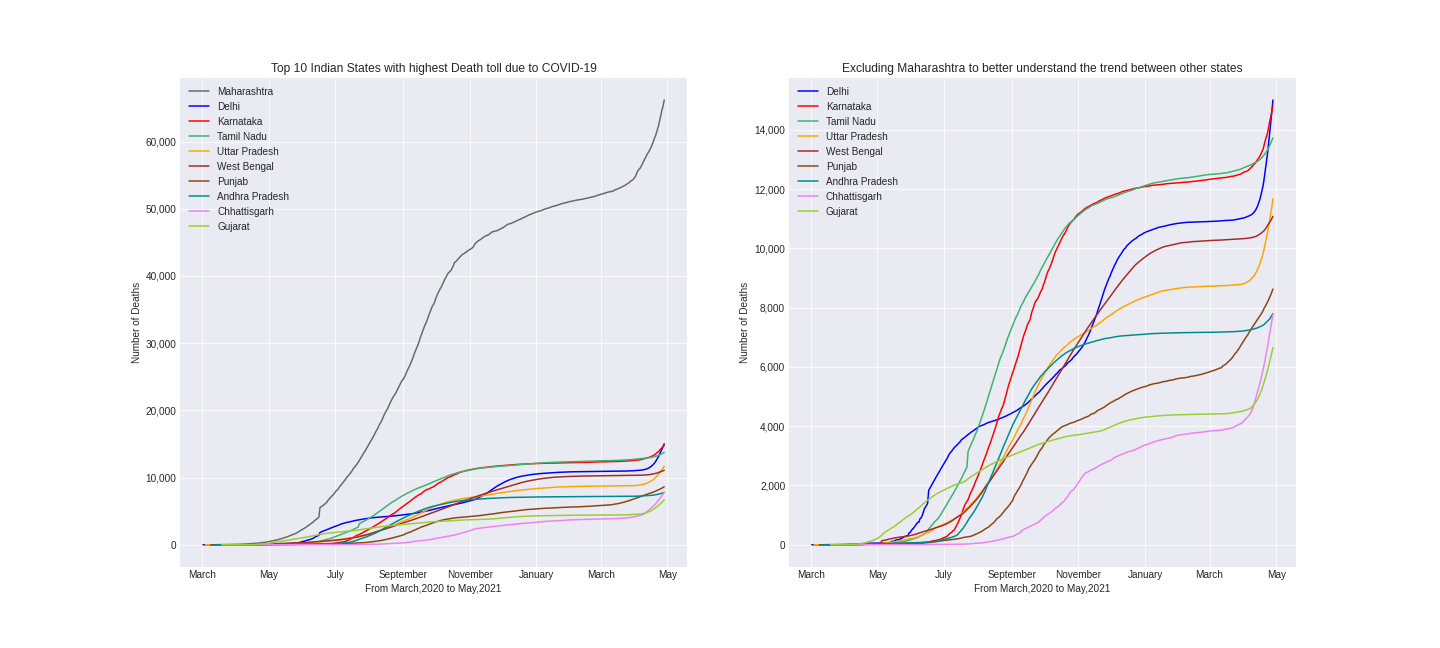 Top 10 Indian States with highest Death toll due to COVID-19
Maharashtra
Delhi
Karnataka
Tamil Nadu
Uttar Pradesh
West Bengal
Punjab
Andhra Pradesh
Chhattisgarh
Gujarat
60,000
50,000
40,000
30,000
20,000
10,000
0
Number of Deaths
March May July September November January March May
From March,2020 to May,2021
Excluding Maharashtra to better understand the trend between other states
Delhi
Karnataka
Tamil Nadu
Uttar Pradesh
West Bengal
Punjab
Andhra Pradesh
Chhattisgarh
Gujarat
14,000
12,000
10,000
8,000
6,000
4,000
2,000
0
Number of Deaths
March May July September November January March May
From March,2020 to May,2021